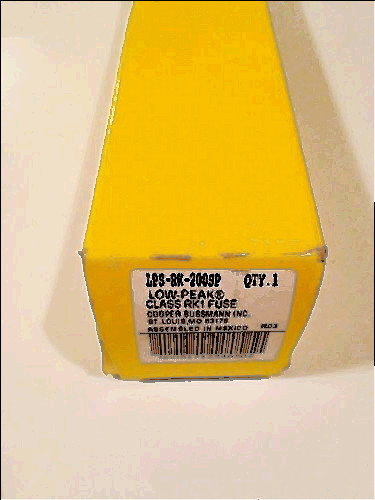 LPS-RK-200SP QTY.1
LOW-PEAK®
CLASS RK1 FUSE
COOPER BUSSMANN INC.
ST LOUIS, MO 63178
ASSEMBLED IN MEXICO R03